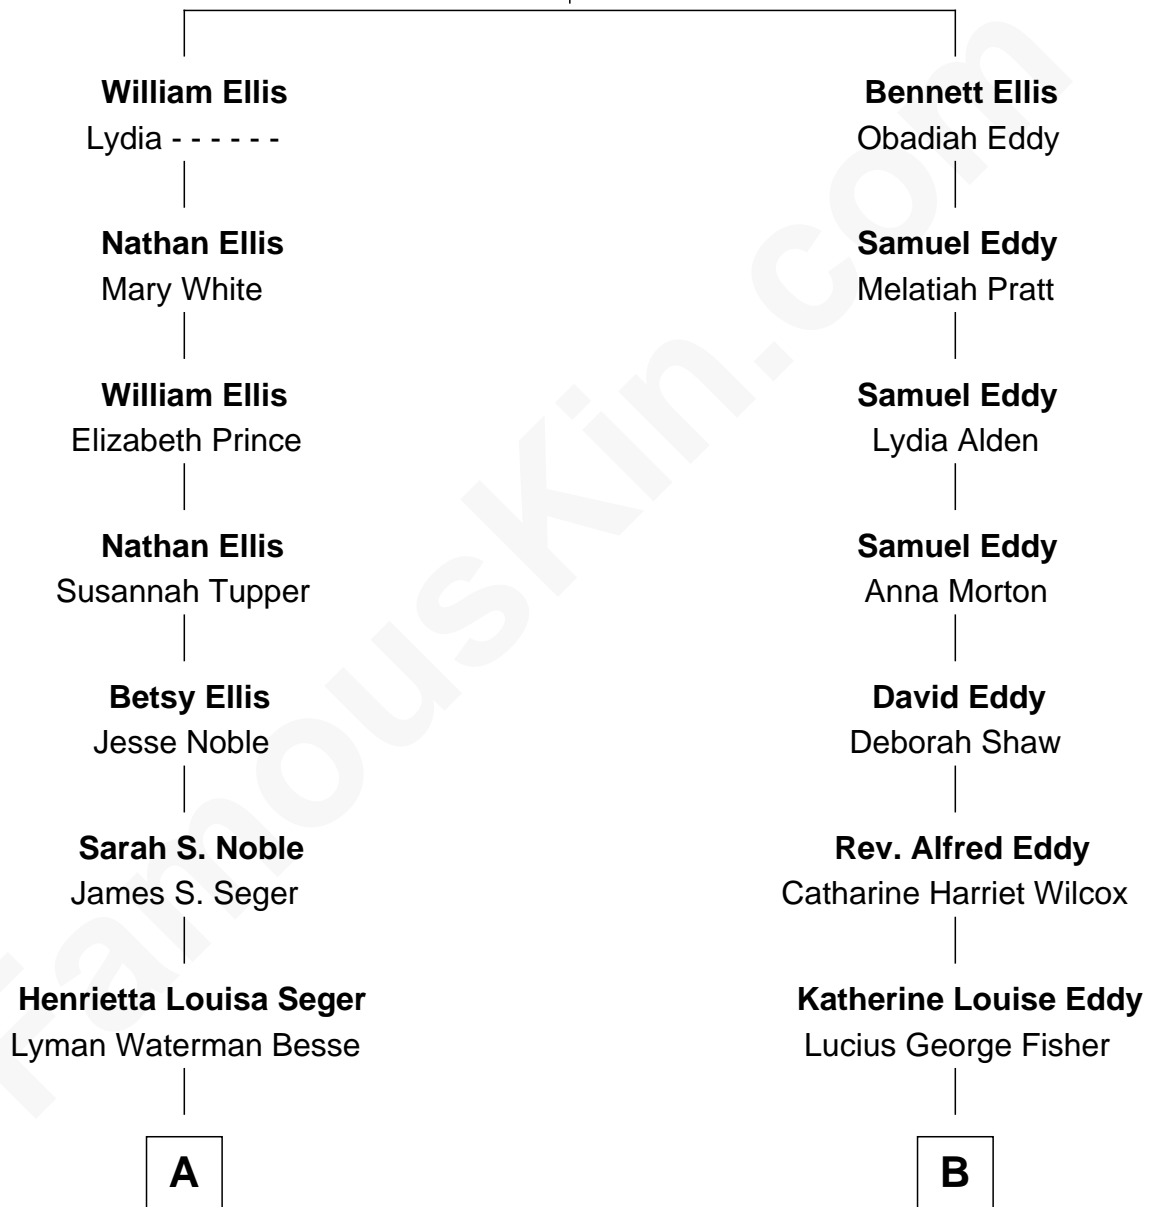 William Ellis
Lydia - - - - - -
Bennett Ellis
Obadiah Eddy
Nathan Ellis
Mary White
Samuel Eddy
Melatiah Pratt
William Ellis
Elizabeth Prince
Samuel Eddy
Lydia Alden
Nathan Ellis
Susannah Tupper
Samuel Eddy
Anna Morton
Betsy Ellis
Jesse Noble
David Eddy
Deborah Shaw
Sarah S. Noble
James S. Seger
Rev. Alfred Eddy
Catharine Harriet Wilcox
Henrietta Louisa Seger
Lyman Waterman Besse
Katherine Louise Eddy
Lucius George Fisher
A
B
FamousKin.com